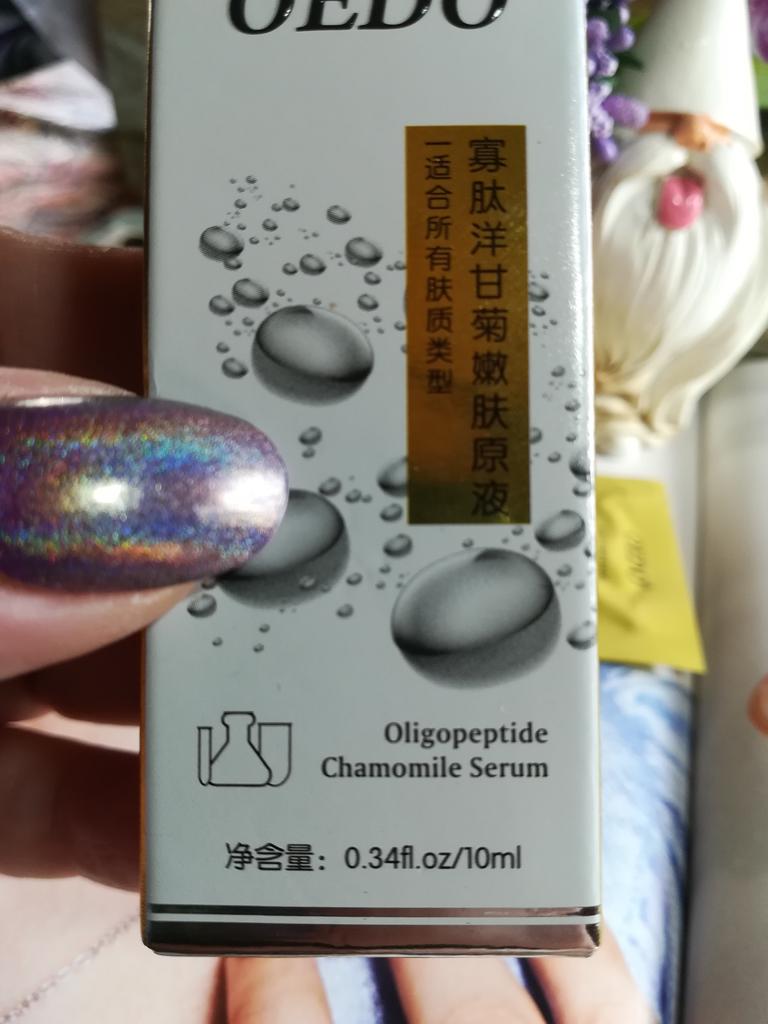 OEDO
寡肽洋甘菊嫩肤原液
一适合所有肤质类型
Oligopeptide
Chamomile Serum
净含量：0.34fl.oz/10ml